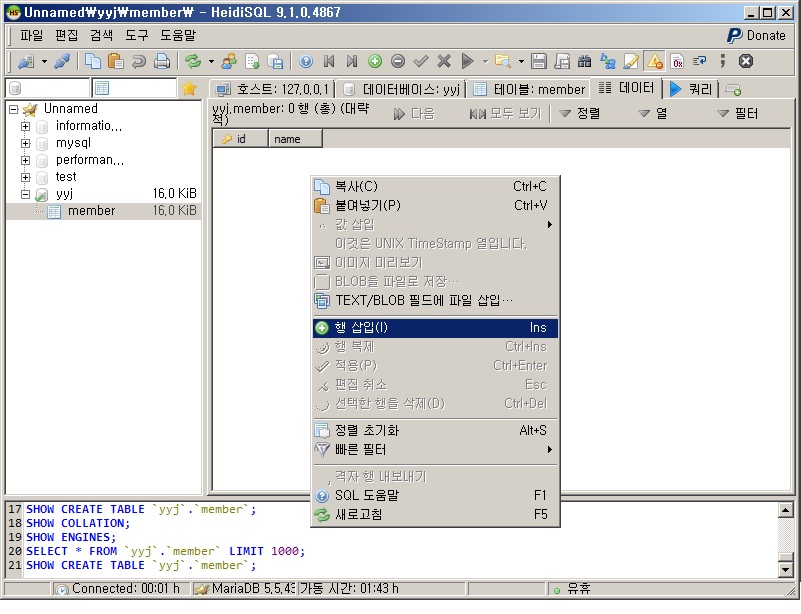 Unnamed₩yyj₩member₩ - HeidiSQL 9.1.0.4867
파일 편집 검색 도구 도움말
Donate
호스트: 127.0.0.1 데이터베이스: yyj 테이블: member 데이터 쿼리
yyj.member: 0 행 (총) (대략적)
다음 모두 보기 정렬 열 필터
id name
Unnamed
informatio...
mysql
performan...
test
yyj 16.0 KiB
member 16.0 KiB
복사(C) Ctrl+C
붙여넣기(P) Ctrl+V
값 삽입
이것은 UNIX TimeStamp 열입니다.
이미지 미리보기
BLOB을 파일로 저장...
TEXT/BLOB 필드에 파일 삽입...
행 삽입(I) Ins
행 복제 Ctrl+Ins
적용(P) Ctrl+Enter
편집 취소 Esc
선택한 행을 삭제(D) Ctrl+Del
정렬 초기화 Alt+S
빠른 필터
격자 행 내보내기
SQL 도움말 F1
새로고침 F5
17 SHOW CREATE TABLE `yyj`.`member`;
18 SHOW COLLATION;
19 SHOW ENGINES;
20 SELECT * FROM `yyj`.`member` LIMIT 1000;
21 SHOW CREATE TABLE `yyj`.`member`;
Connected: 00:01 h MariaDB 5.5.43 가동 시간: 01:43 h 유휴